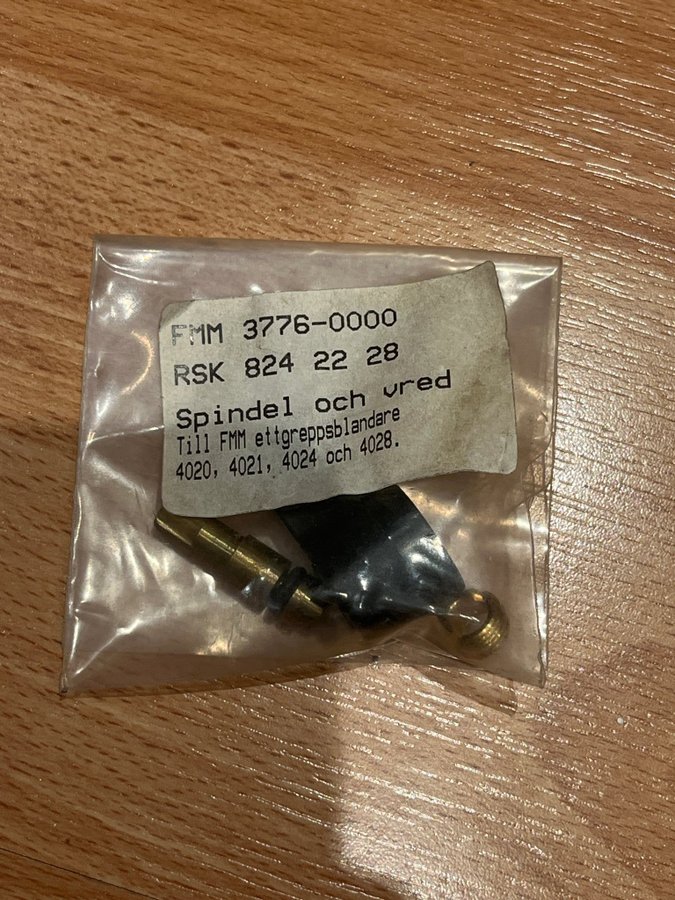 FMM 3776-0000
RSK 824 22 28
Spindel och vred
Till FMM ettgreppsblandare
4020, 4021, 4024 och 4028.